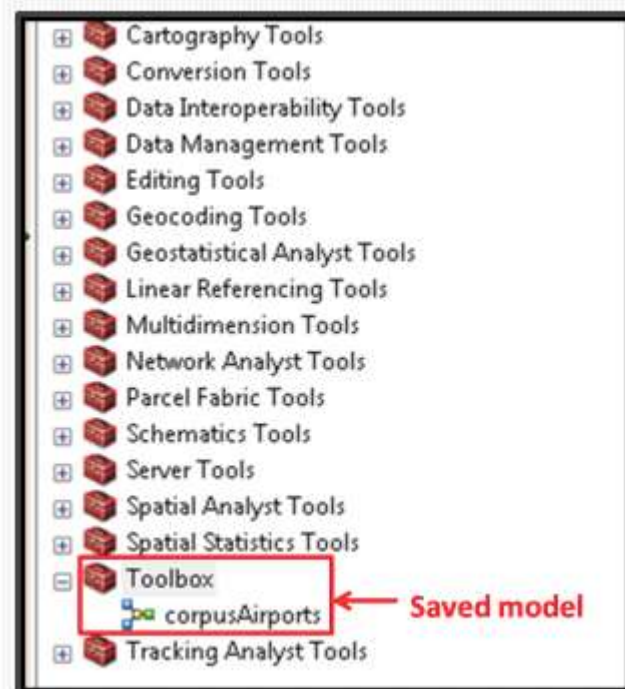 Cartography Tools
Conversion Tools
Data Interoperability Tools
Data Management Tools
Editing Tools
Geocoding Tools
Geostatistical Analyst Tools
Linear Referencing Tools
Multidimension Tools
Network Analyst Tools
Parcel Fabric Tools
Schematics Tools
Server Tools
Spatial Analyst Tools
Spatial Statistics Tools
Toolbox
corpusAirports Saved model
Tracking Analyst Tools